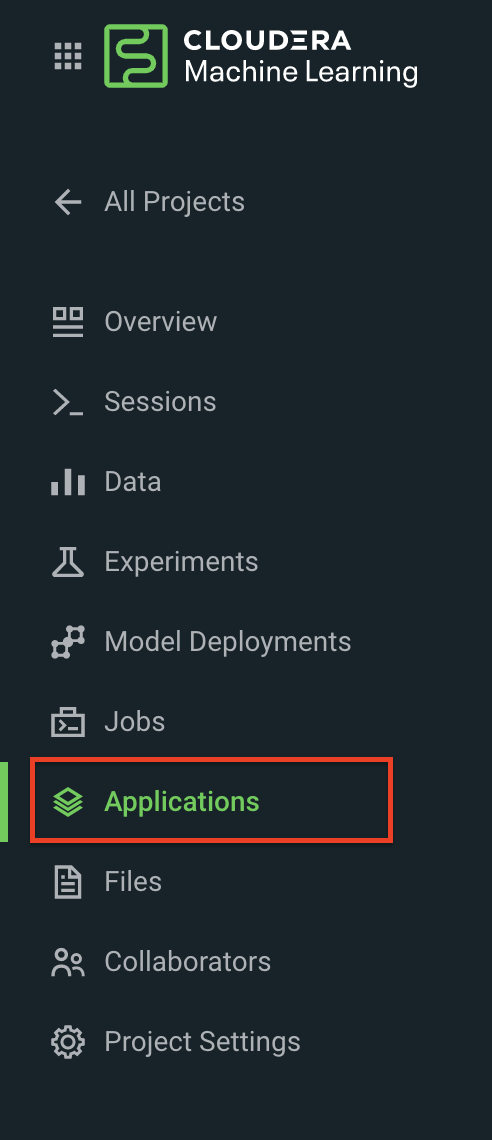 CLOUDERA
Machine Learning
All Projects
Overview
Sessions
Data
Experiments
Model Deployments
Jobs
Applications
Files
Collaborators
Project Settings